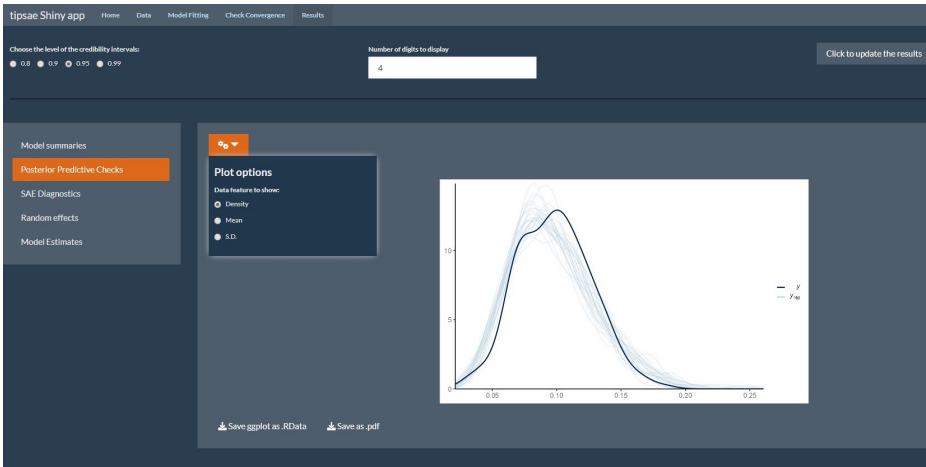 tipsae Shiny app Home Data Model Fitting Check Convergence Results
Choose the level of the credibility intervals:
0.8 0.9 0.95 0.99
Number of digits to display
4
Click to update the results
Model summaries
Posterior Predictive Checks
SAE Diagnostics
Random effects
Model Estimates
Plot options
Data feature to show:
Density
Mean
S.D.
10
5
0
0.05 0.10 0.15 0.20 0.25
y
y rep
Save ggplot as .RData Save as .pdf